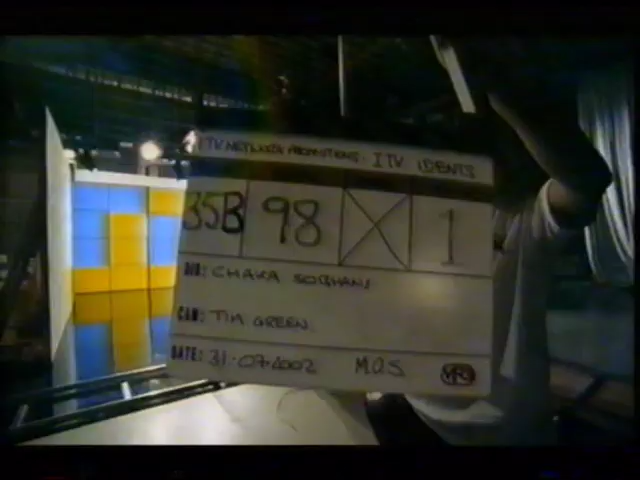 ITV NETWORK PROMOTIONS: ITV IDENTS
35B 98 1
DIR: CHAKA SOBHANI
CAM: TIM GREEN
DATE: 31-07-2002 M.O.S.